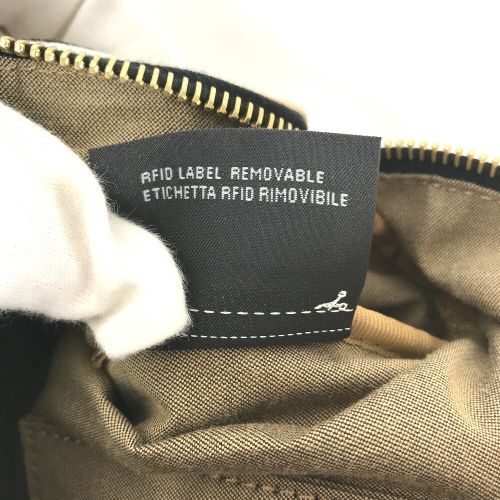 RFID LABEL REMOVABLE
ETICHETTA RFID RIMOVIBILE